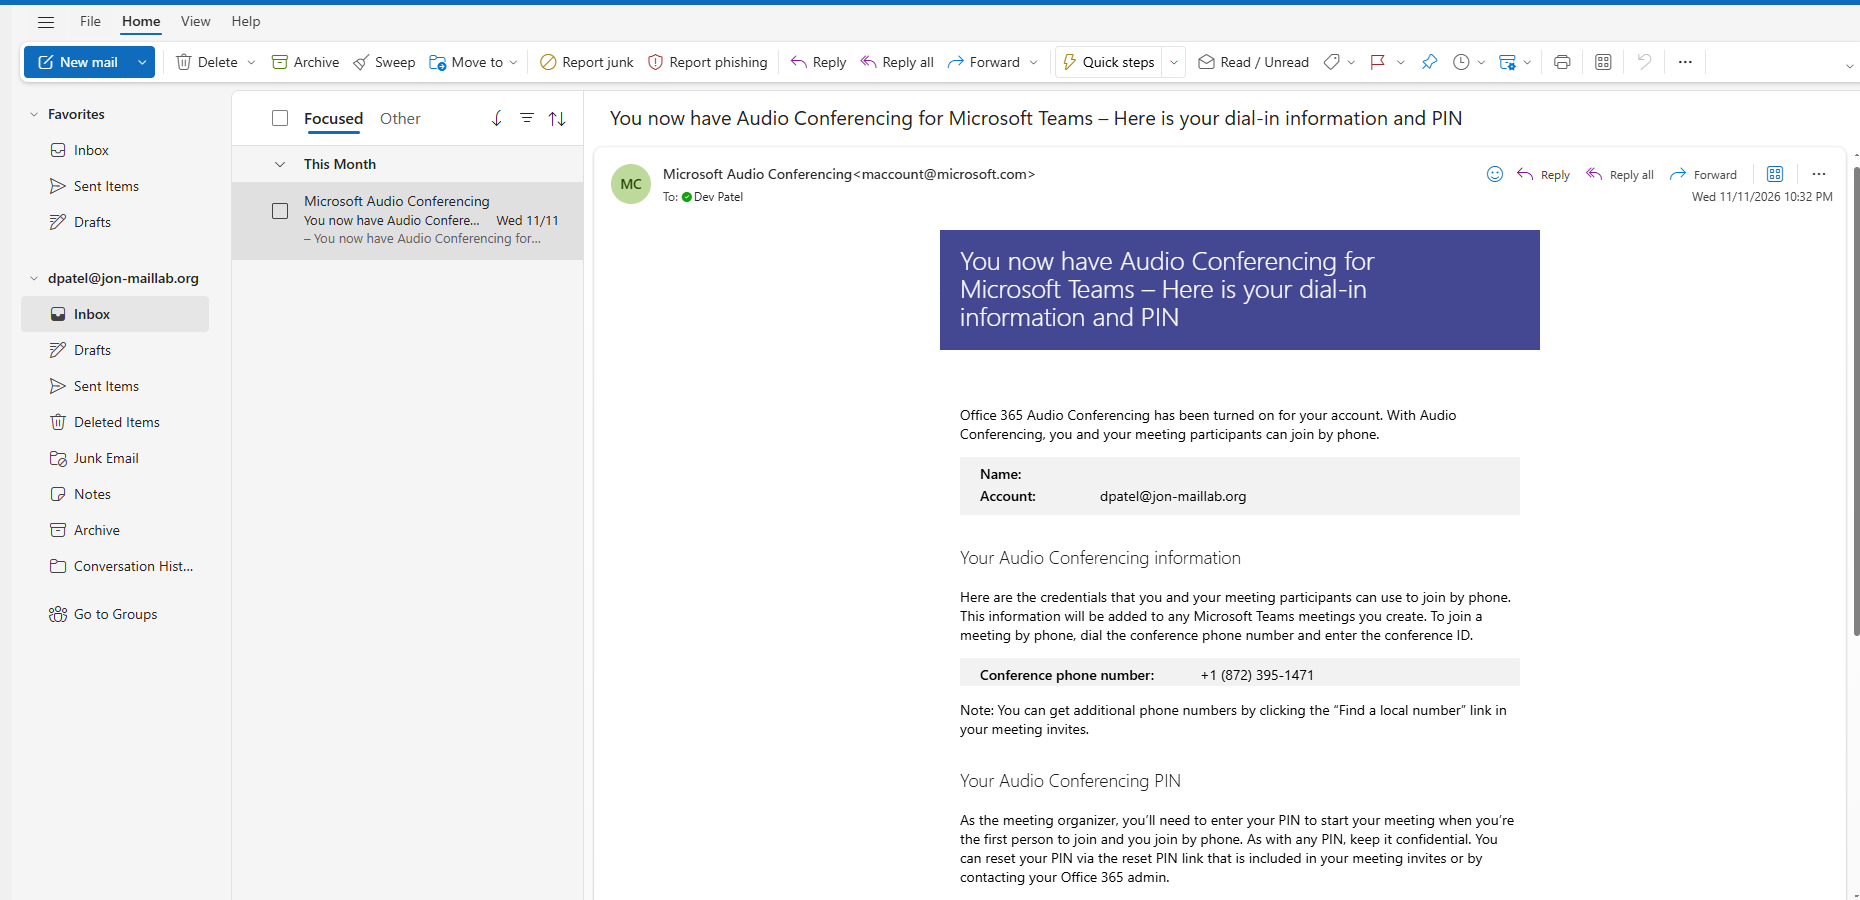 File Home View Help
New mail Delete Archive Sweep Move to Report junk Report phishing Reply Reply all Forward Quick steps Read / Unread
Favorites
Inbox
Sent Items
Drafts
dpatel@jon-maillab.org
Inbox
Drafts
Sent Items
Deleted Items
Junk Email
Notes
Archive
Conversation Hist...
Go to Groups
Focused Other
This Month
Microsoft Audio Conferencing
You now have Audio Confere... Wed 11/11
– You now have Audio Conferencing for...
You now have Audio Conferencing for Microsoft Teams – Here is your dial-in information and PIN
MC
Microsoft Audio Conferencing<maccount@microsoft.com>
To: Dev Patel
Reply Reply all Forward
Wed 11/11/2026 10:32 PM
You now have Audio Conferencing for
Microsoft Teams – Here is your dial-in
information and PIN
Office 365 Audio Conferencing has been turned on for your account. With Audio
Conferencing, you and your meeting participants can join by phone.
Name:
Account: dpatel@jon-maillab.org
Your Audio Conferencing information
Here are the credentials that you and your meeting participants can use to join by phone.
This information will be added to any Microsoft Teams meetings you create. To join a
meeting by phone, dial the conference phone number and enter the conference ID.
Conference phone number: +1 (872) 395-1471
Note: You can get additional phone numbers by clicking the “Find a local number” link in
your meeting invites.
Your Audio Conferencing PIN
As the meeting organizer, you’ll need to enter your PIN to start your meeting when you’re
the first person to join and you join by phone. As with any PIN, keep it confidential. You
can reset your PIN via the reset PIN link that is included in your meeting invites or by
contacting your Office 365 admin.